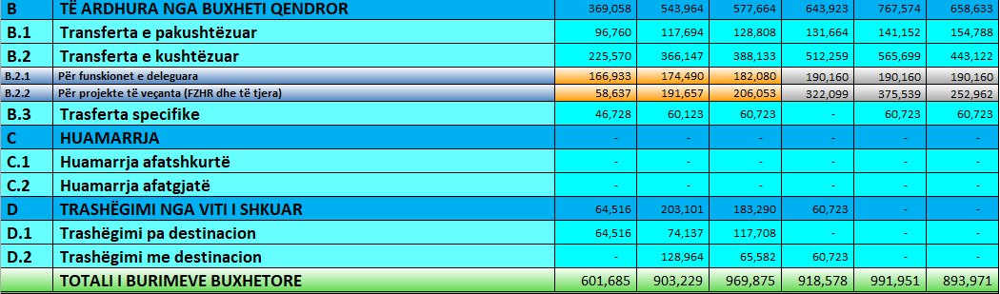 B TË ARDHURA NGA BUXHETI QENDROR 369,058 543,964 577,664 643,923 767,574 658,633
B.1 Transferta e pakushtëzuar 96,760 117,694 128,808 131,664 141,152 154,788
B.2 Transferta e kushtëzuar 225,570 366,147 388,133 512,259 565,699 443,122
B.2.1 Për funskionet e deleguara 166,933 174,490 182,080 190,160 190,160 190,160
B.2.2 Për projekte të veçanta (FZHR dhe të tjera) 58,637 191,657 206,053 322,099 375,539 252,962
B.3 Trasferta specifike 46,728 60,123 60,723 - 60,723 60,723
C HUAMARRJA - - - - - -
C.1 Huamarrja afatshkurtë - - - - - -
C.2 Huamarrja afatgjatë - - - - - -
D TRASHËGIMI NGA VITI I SHKUAR 64,516 203,101 183,290 60,723 - -
D.1 Trashëgimi pa destinacion 64,516 74,137 117,708 - - -
D.2 Trashëgimi me destinacion - 128,964 65,582 60,723 - -
TOTALI I BURIMEVE BUXHETORE 601,685 903,229 969,875 918,578 991,951 893,971